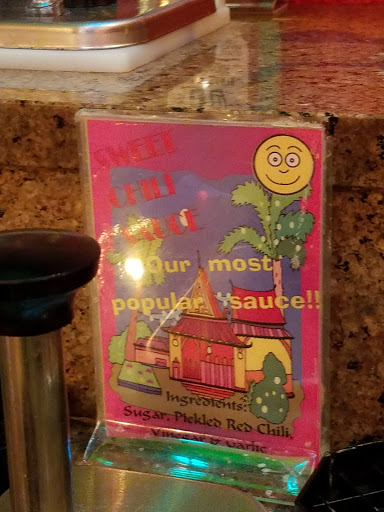 SWEET
CHILI
SAUCE
Our most
popular sauce!!
Ingredients:
Sugar, Pickled Red Chili,
Vinegar & Garlic